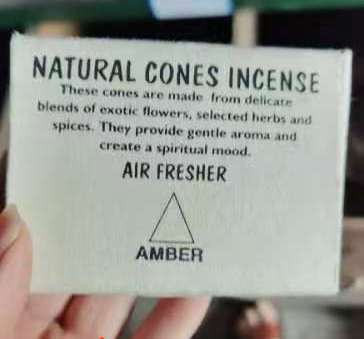 NATURAL CONES INCENSE
These cones are made from delicate
blends of exotic flowers, selected herbs and
spices. They provide gentle aroma and
create a spiritual mood.
AIR FRESHER
AMBER